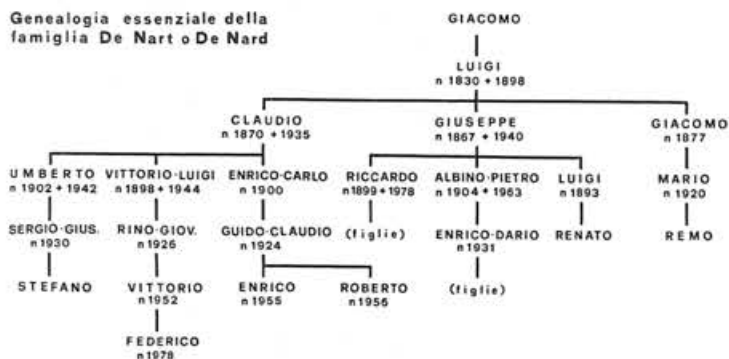 Genealogia essenziale della
famiglia De Nart o De Nard
GIACOMO
LUIGI
n 1830 + 1898
CLAUDIO
n 1870 + 1935
GIUSEPPE
n 1867 + 1940
GIACOMO
n 1877
UMBERTO
n 1902 + 1942
VITTORIO-LUIGI
n 1898 + 1944
ENRICO-CARLO
n 1900
RICCARDO
n 1899 + 1978
ALBINO-PIETRO
n 1904 + 1963
LUIGI
n 1893
MARIO
n 1920
SERGIO-GIUS.
n 1930
RINO-GIOV.
n 1926
GUIDO-CLAUDIO
n 1924
(figlie)
ENRICO-DARIO
n 1931
RENATO
REMO
STEFANO
VITTORIO
n 1952
ENRICO
n 1955
ROBERTO
n 1956
(figlie)
FEDERICO
n 1978